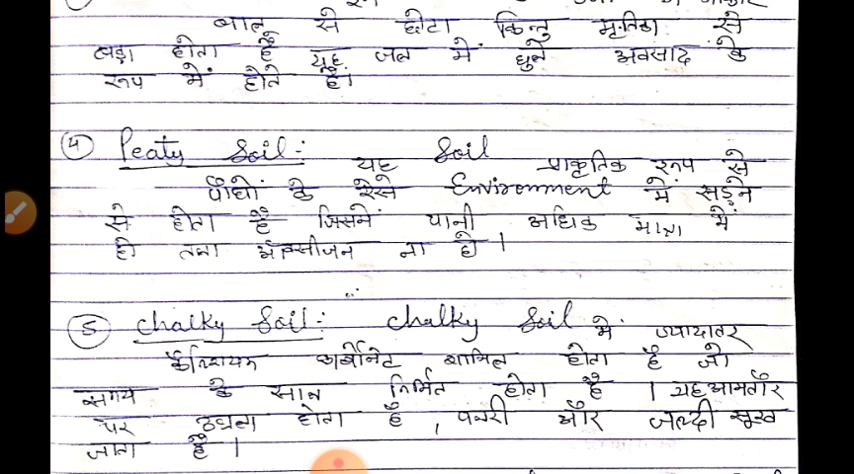 बालू से छोटा किन्तु मृतिका से
बड़ा होता है यह जल में घुले अवसाद के
रूप में होते है।
④ Peaty Soil :- यह Soil प्राकृतिक रूप से
पौधों के ऐसे Environment में सड़ने
से होता है जिसमें पानी अधिक मात्रा में
हो तथा ऑक्सीजन ना हो ।
⑤ Chalky Soil :- Chalky Soil में ज्यादातर
कैल्शियम कार्बोनेट शामिल होता है जो
समय के साथ निर्मित होता है । यह आमतौर
पर उथला होता है , पथरी और जल्दी सूख
जाता है ।